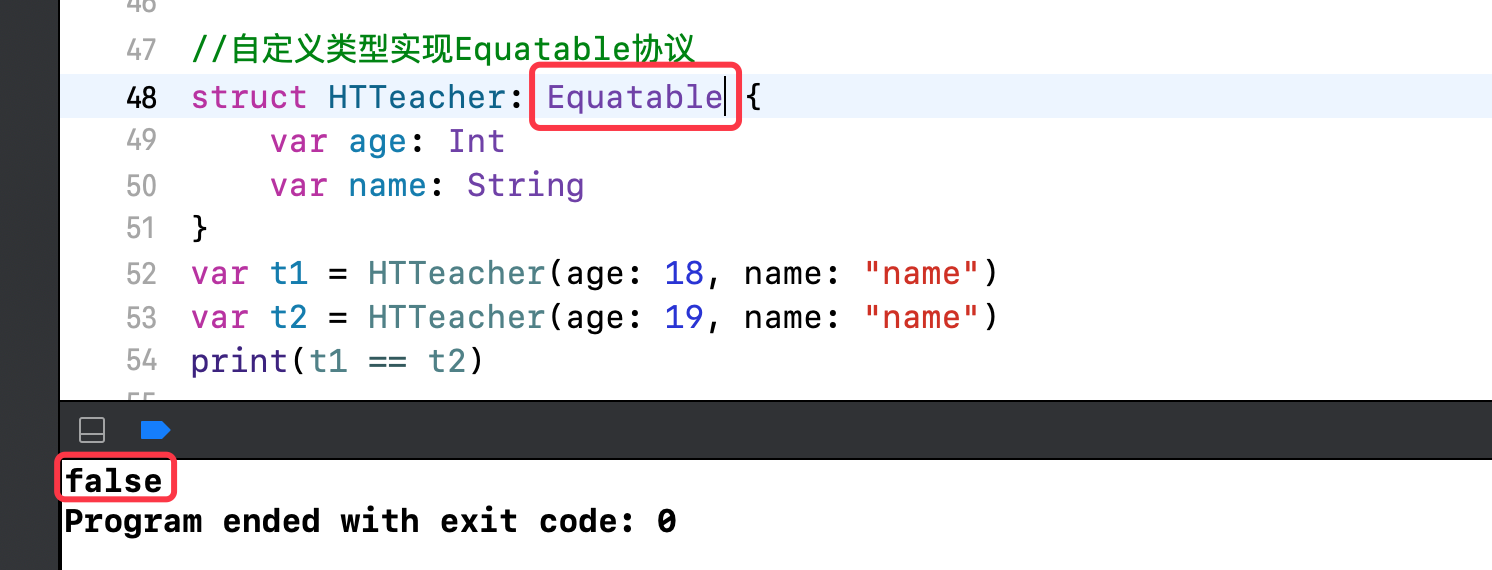 46
47 //自定义类型实现Equatable协议
48 struct HTTeacher: Equatable {
49     var age: Int
50     var name: String
51 }
52 var t1 = HTTeacher(age: 18, name: "name")
53 var t2 = HTTeacher(age: 19, name: "name")
54 print(t1 == t2)
55
false
Program ended with exit code: 0